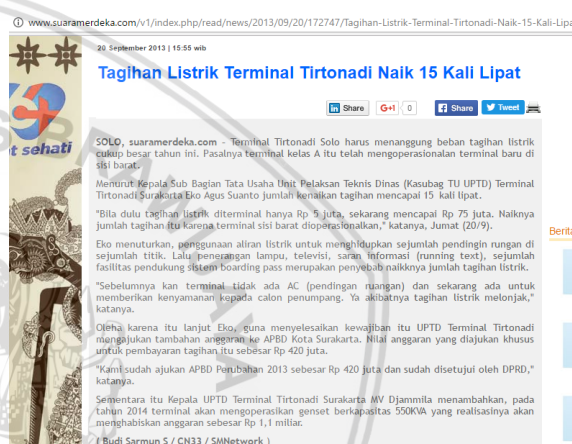 www.suaramerdeka.com/v1/index.php/read/news/2013/09/20/172747/Tagihan-Listrik-Terminal-Tirtonadi-Naik-15-Kali-Lipa
20 September 2013 | 15:55 wib
Tagihan Listrik Terminal Tirtonadi Naik 15 Kali Lipat
Share G+1 0 Share Tweet
t sehati
SOLO, suaramerdeka.com - Terminal Tirtonadi Solo harus menanggung beban tagihan listrik
cukup besar tahun ini. Pasalnya terminal kelas A itu telah mengoperasionalan terminal baru di
sisi barat.
Menurut Kepala Sub Bagian Tata Usaha Unit Pelaksan Teknis Dinas (Kasubag TU UPTD) Terminal
Tirtonadi Surakarta Eko Agus Suanto jumlah kenaikan tagihan mencapai 15 kali lipat.
"Bila dulu tagihan listrik diterminal hanya Rp 5 juta, sekarang mencapai Rp 75 juta. Naiknya
jumlah tagihan itu karena terminal sisi barat dioperasionalkan," katanya, Jumat (20/9).
Berita
Eko menuturkan, penggunaan aliran listrik untuk menghidupkan sejumlah pendingin rungan di
sejumlah titik. Lalu penerangan lampu, televisi, saran informasi (running text), sejumlah
fasilitas pendukung sistem boarding pass merupakan penyebab naikknya jumlah tagihan listrik.
"Sebelumnya kan terminal tidak ada AC (pendingan ruangan) dan sekarang ada untuk
memberikan kenyamanan kepada calon penumpang. Ya akibatnya tagihan listrik melonjak,"
katanya.
Oleha karena itu lanjut Eko, guna menyelesaikan kewajiban itu UPTD Terminal Tirtonadi
mengajukan tambahan anggaran ke APBD Kota Surakarta. Nilai anggaran yang diajukan khusus
untuk pembayaran tagihan itu sebesar Rp 420 juta.
"Kami sudah ajukan APBD Perubahan 2013 sebesar Rp 420 juta dan sudah disetujui oleh DPRD,"
katanya.
Sementara itu Kepala UPTD Terminal Tirtonadi Surakarta MV Djammila menambahkan, pada
tahun 2014 terminal akan mengoperasikan genset berkapasitas 550KVA yang realisasinya akan
menghabiskan anggaran sebesar Rp 1,1 miliar.
( Budi Sarmun S / CN33 / SMNetwork )